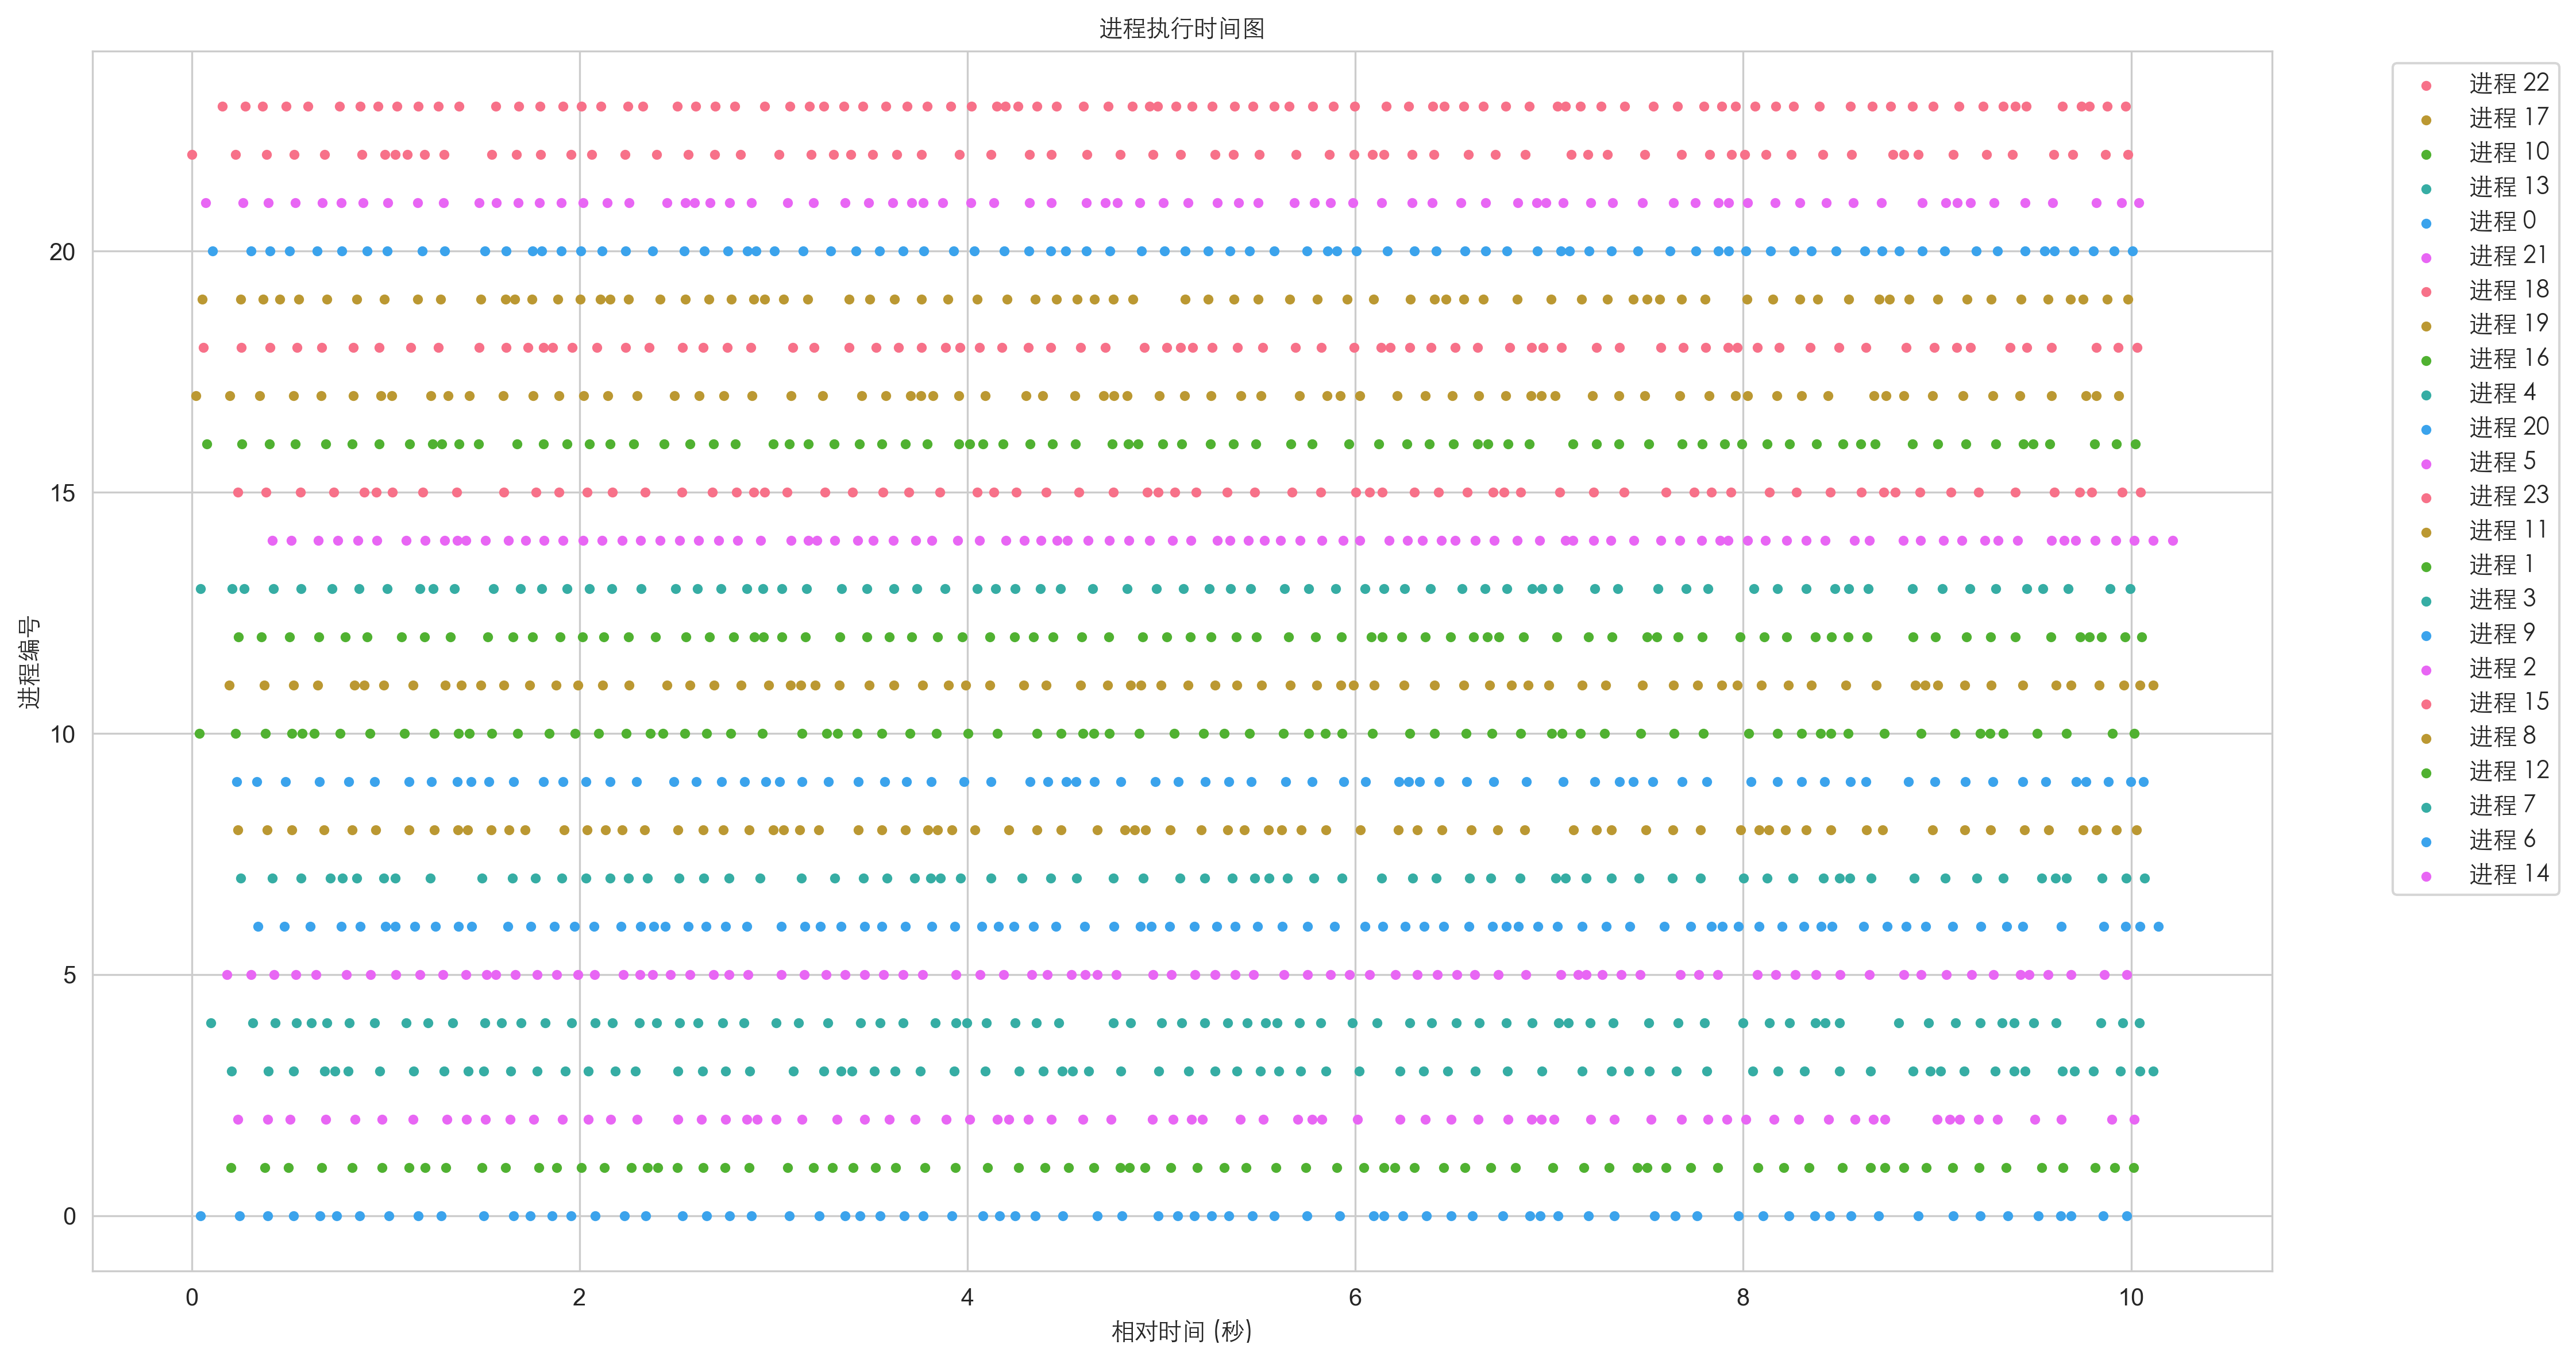 进程执行时间图
进程编号
20
15
10
5
0
0 2 4 6 8 10
相对时间 (秒)
进程 22
进程 17
进程 10
进程 13
进程 0
进程 21
进程 18
进程 19
进程 16
进程 4
进程 20
进程 5
进程 23
进程 11
进程 1
进程 3
进程 9
进程 2
进程 15
进程 8
进程 12
进程 7
进程 6
进程 14